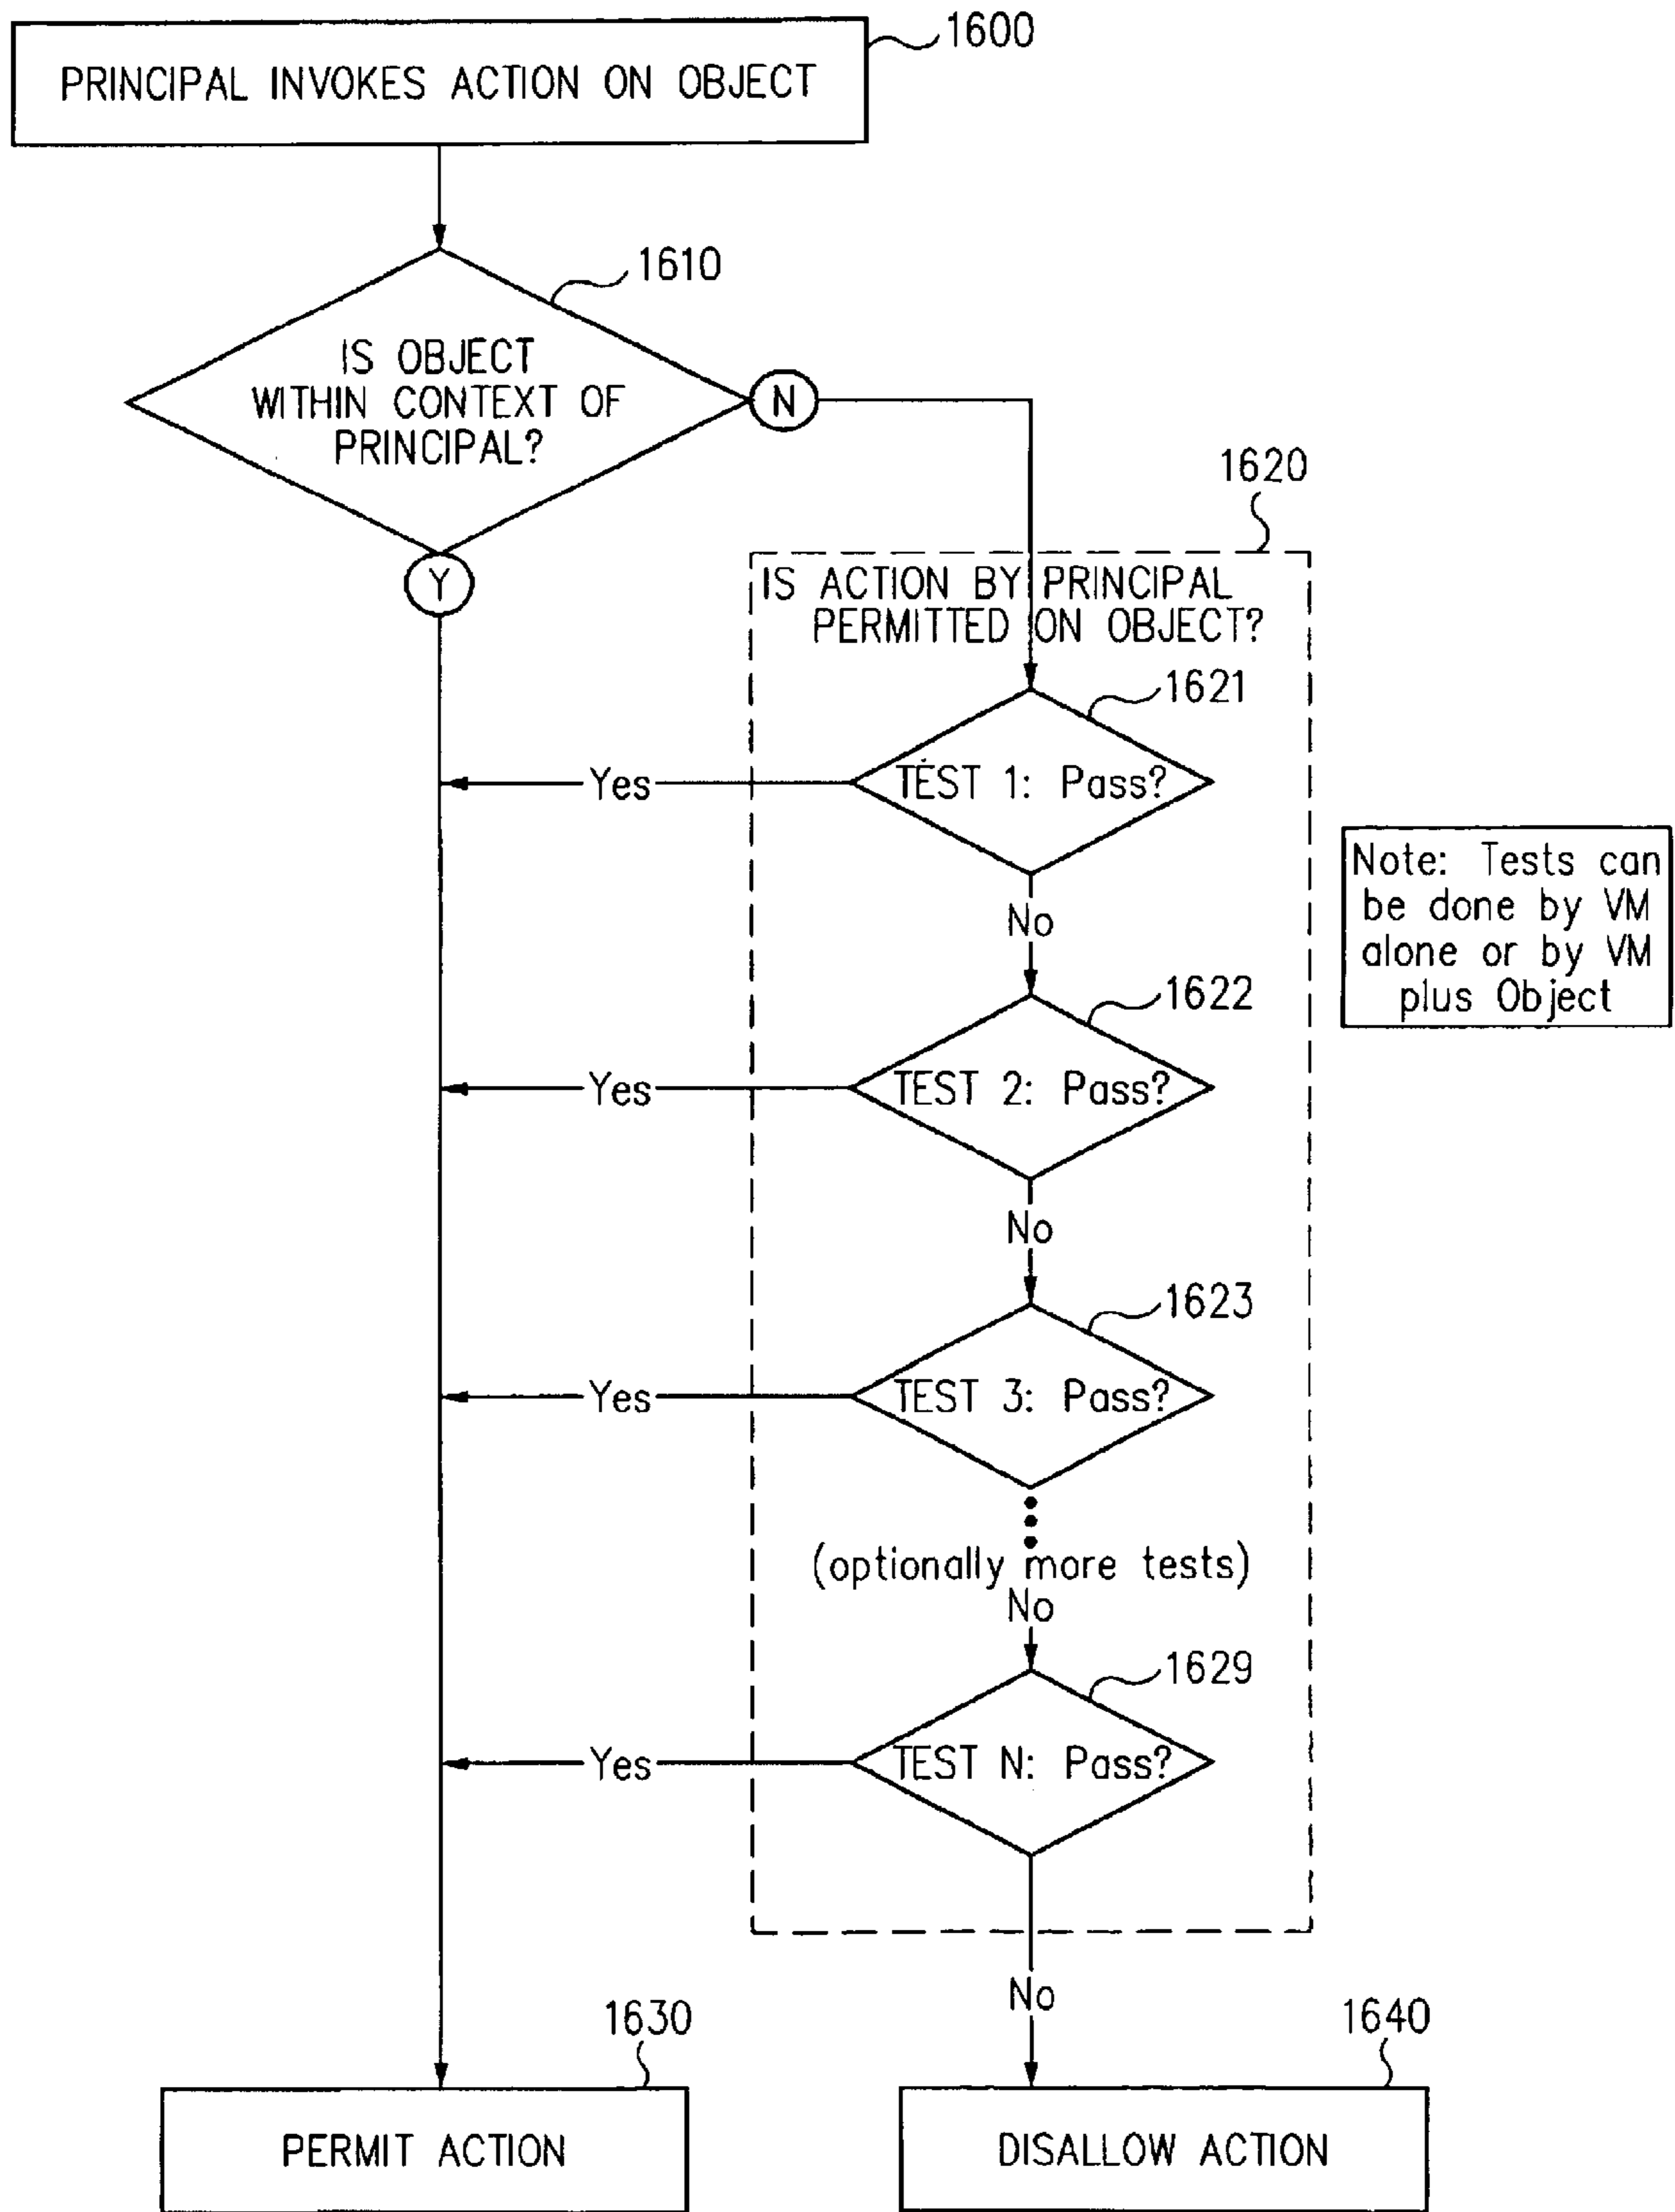 1600
PRINCIPAL INVOKES ACTION ON OBJECT
1610
IS OBJECT
WITHIN CONTEXT OF
PRINCIPAL?
N
Y
1620
IS ACTION BY PRINCIPAL
PERMITTED ON OBJECT?
1621
TEST 1: Pass?
Yes
No
Note: Tests can
be done by VM
alone or by VM
plus Object
1622
TEST 2: Pass?
Yes
No
1623
TEST 3: Pass?
Yes
(optionally more tests)
No
1629
TEST N: Pass?
Yes
No
1630
PERMIT ACTION
1640
DISALLOW ACTION